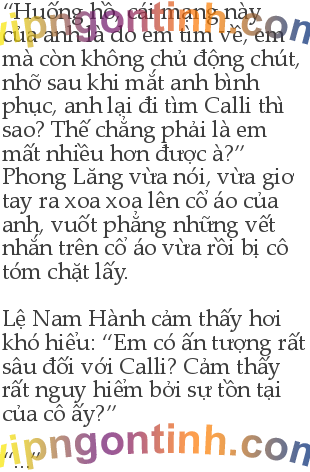 “Huống hồ, cái mạng này
của anh là do em tìm về, em
mà còn không chủ động chút,
nhỡ sau khi mắt anh bình
phục, anh lại đi tìm Calli thì
sao? Thế chẳng phải là em
mất nhiều hơn được à?”
Phong Lăng vừa nói, vừa giơ
tay ra xoa xoa lên cổ áo của
anh, vuốt phẳng những vết
nhăn trên cổ áo vừa rồi bị cô
tóm chặt lấy.
Lệ Nam Hành cảm thấy hơi
khó hiểu: “Em có ấn tượng rất
sâu đối với Calli? Cảm thấy
rất nguy hiểm bởi sự tồn tại
của cô ấy?”
“...”
vipngontinh.com
vipngontinh.com